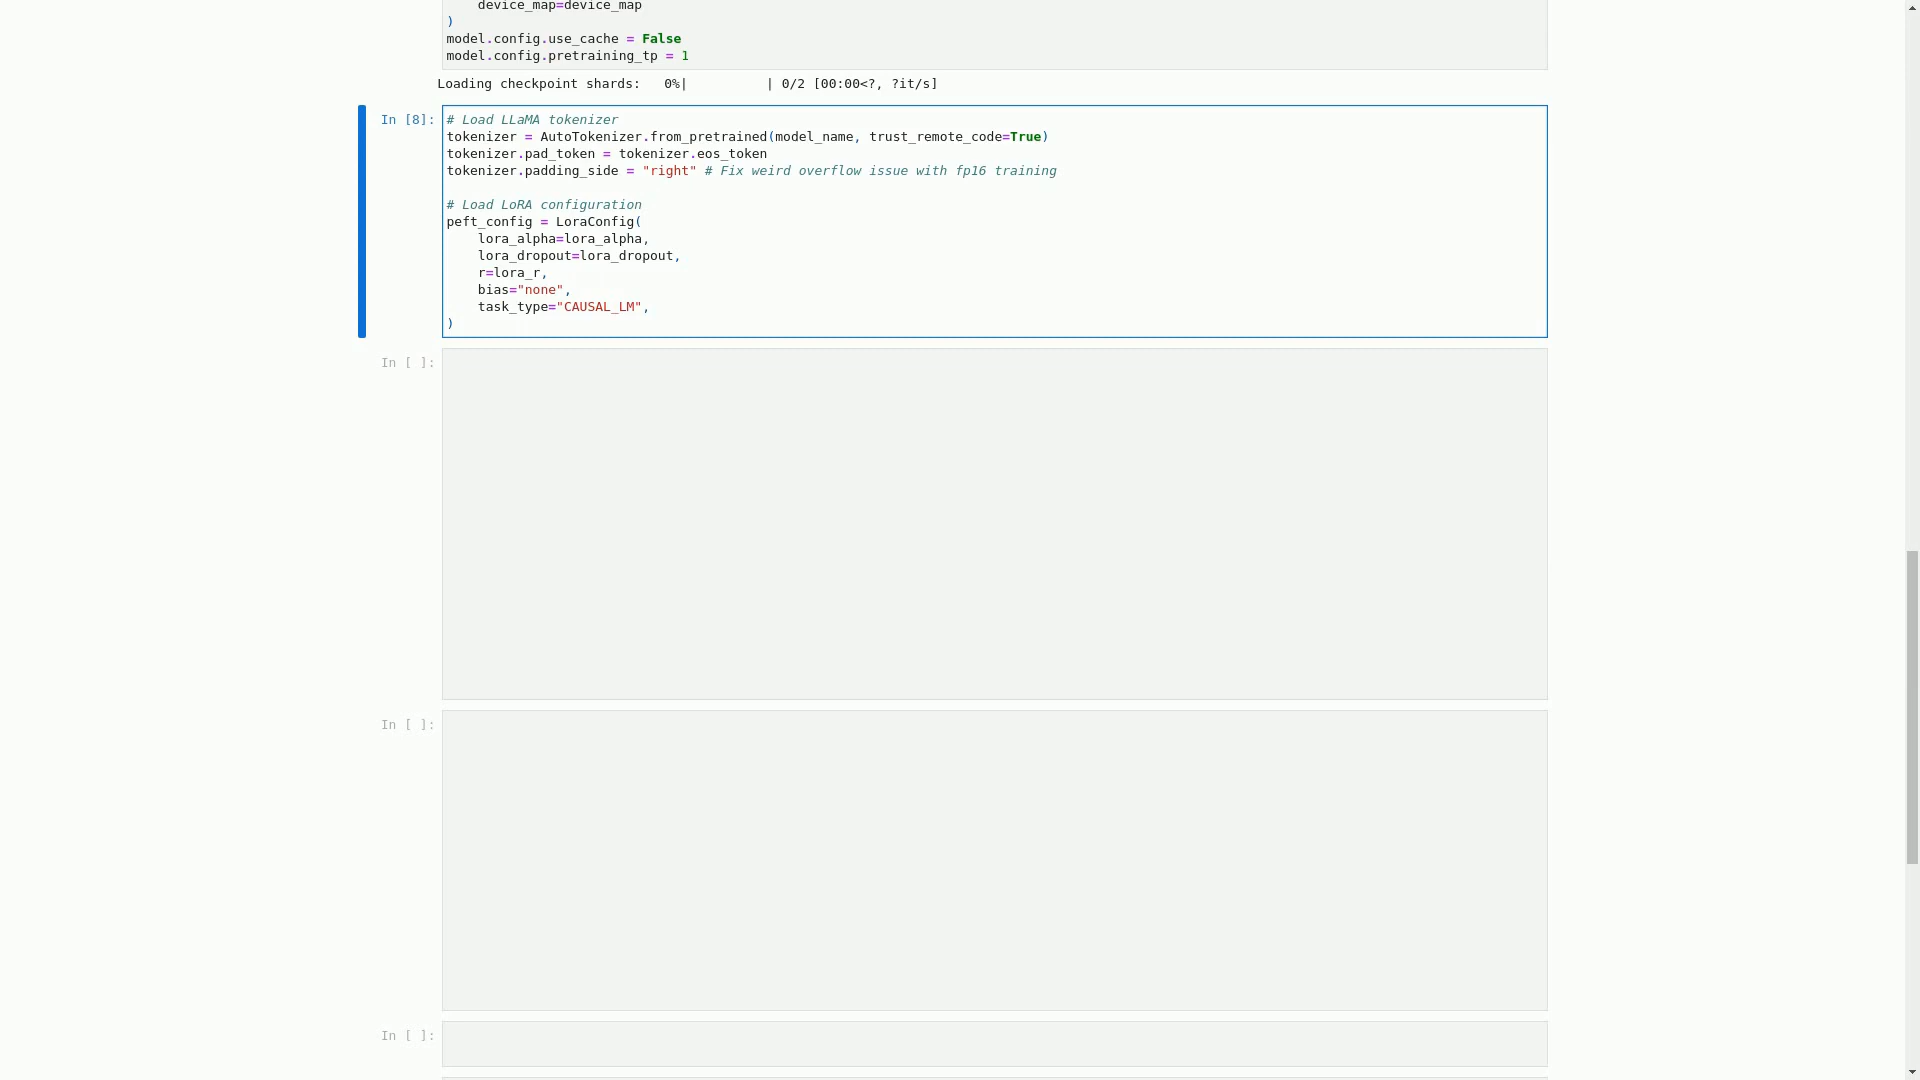 device_map=device_map
)
model.config.use_cache = False
model.config.pretraining_tp = 1
Loading checkpoint shards:   0%|          | 0/2 [00:00<?, ?it/s]
In [8]:
# Load LLaMA tokenizer
tokenizer = AutoTokenizer.from_pretrained(model_name, trust_remote_code=True)
tokenizer.pad_token = tokenizer.eos_token
tokenizer.padding_side = "right" # Fix weird overflow issue with fp16 training

# Load LoRA configuration
peft_config = LoraConfig(
    lora_alpha=lora_alpha,
    lora_dropout=lora_dropout,
    r=lora_r,
    bias="none",
    task_type="CAUSAL_LM",
)
In [ ]:
In [ ]:
In [ ]: